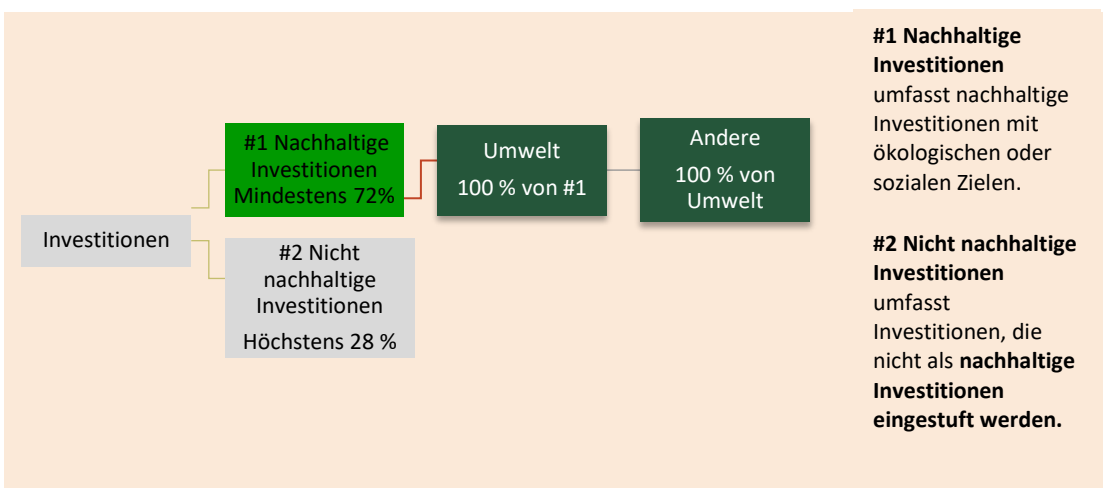 Investitionen
#1 Nachhaltige
Investitionen
Mindestens 72%
#2 Nicht
nachhaltige
Investitionen
Höchstens 28 %
Umwelt
100 % von #1
Andere
100 % von
Umwelt
#1 Nachhaltige
Investitionen
umfasst nachhaltige
Investitionen mit
ökologischen oder
sozialen Zielen.
#2 Nicht nachhaltige
Investitionen
umfasst
Investitionen, die
nicht als nachhaltige
Investitionen
eingestuft werden.